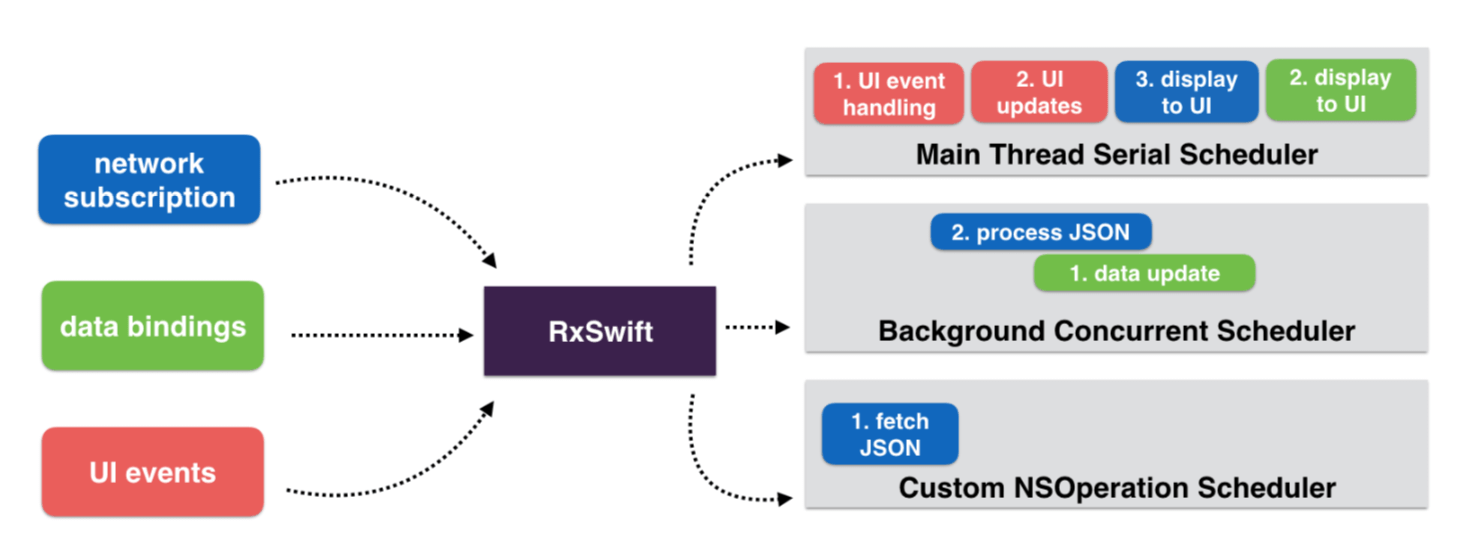 network
subscription
data bindings
UI events
RxSwift
1. UI event
handling
2. UI
updates
3. display
to UI
2. display
to UI
Main Thread Serial Scheduler
2. process JSON
1. data update
Background Concurrent Scheduler
1. fetch
JSON
Custom NSOperation Scheduler